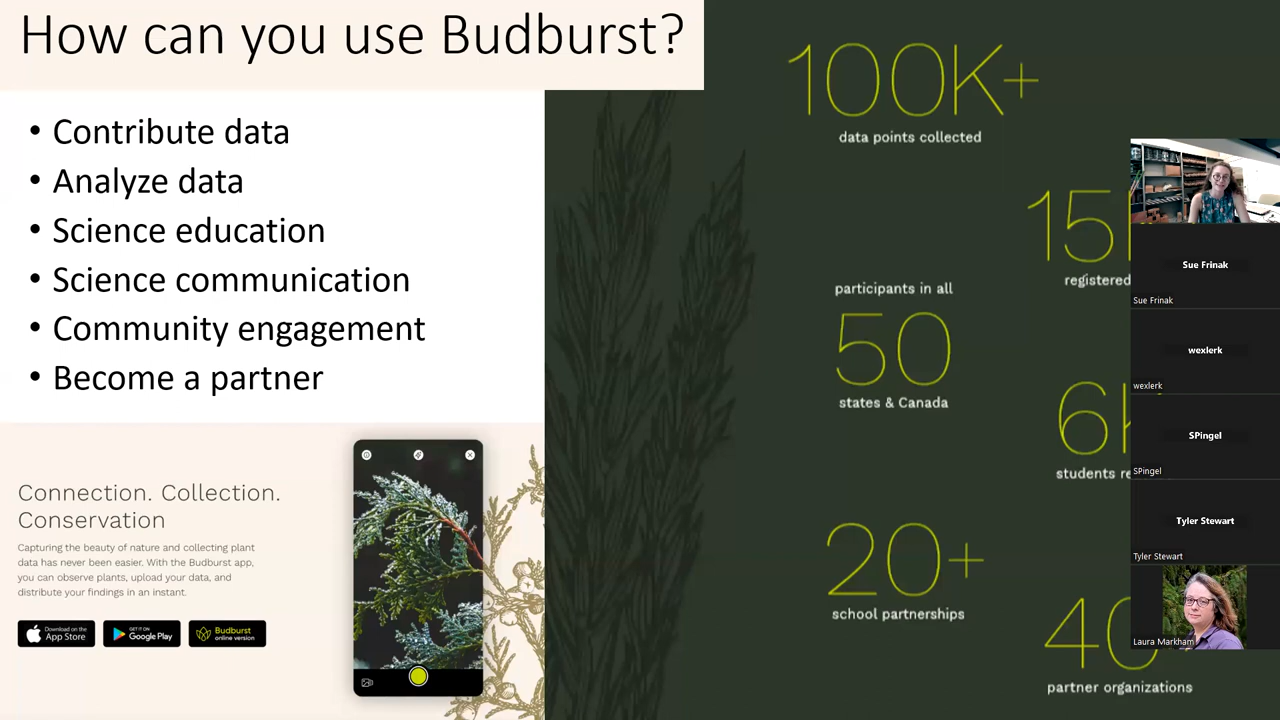 How can you use Budburst?
• Contribute data
• Analyze data
• Science education
• Science communication
• Community engagement
• Become a partner
Connection. Collection.
Conservation
Capturing the beauty of nature and collecting plant
data has never been easier. With the Budburst app,
you can observe plants, upload your data, and
distribute your findings in an instant.
Download on the
App Store
GET IT ON
Google Play
Budburst
online version
100K+
data points collected
15
registered
participants in all
50
states & Canada
6
students re
20+
school partnerships
40
partner organizations
Sue Frinak
Sue Frinak
wexlerk
wexlerk
SPingel
SPingel
Tyler Stewart
Tyler Stewart
Laura Markham